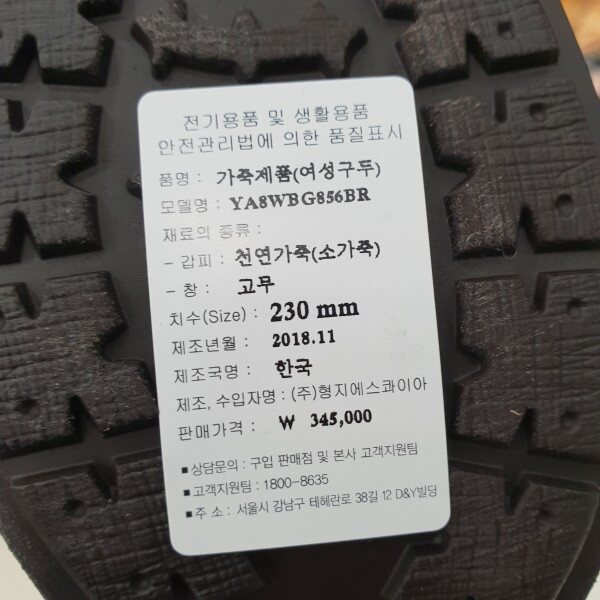 전기용품 및 생활용품
안전관리법에 의한 품질표시
품명 : 가죽제품(여성구두)
모델명 : YA8WBG856BR
재료의 종류 :
- 갑피 : 천연가죽(소가죽)
- 창 : 고무
치수(Size) : 230 mm
제조년월 : 2018.11
제조국명 : 한국
제조, 수입자명 : (주)형지에스콰이아
판매가격 : ₩ 345,000
■상담문의 : 구입 판매점 및 본사 고객지원팀
■고객지원팀 : 1800-8635
■주 소 : 서울시 강남구 테헤란로 38길 12 D&Y빌딩